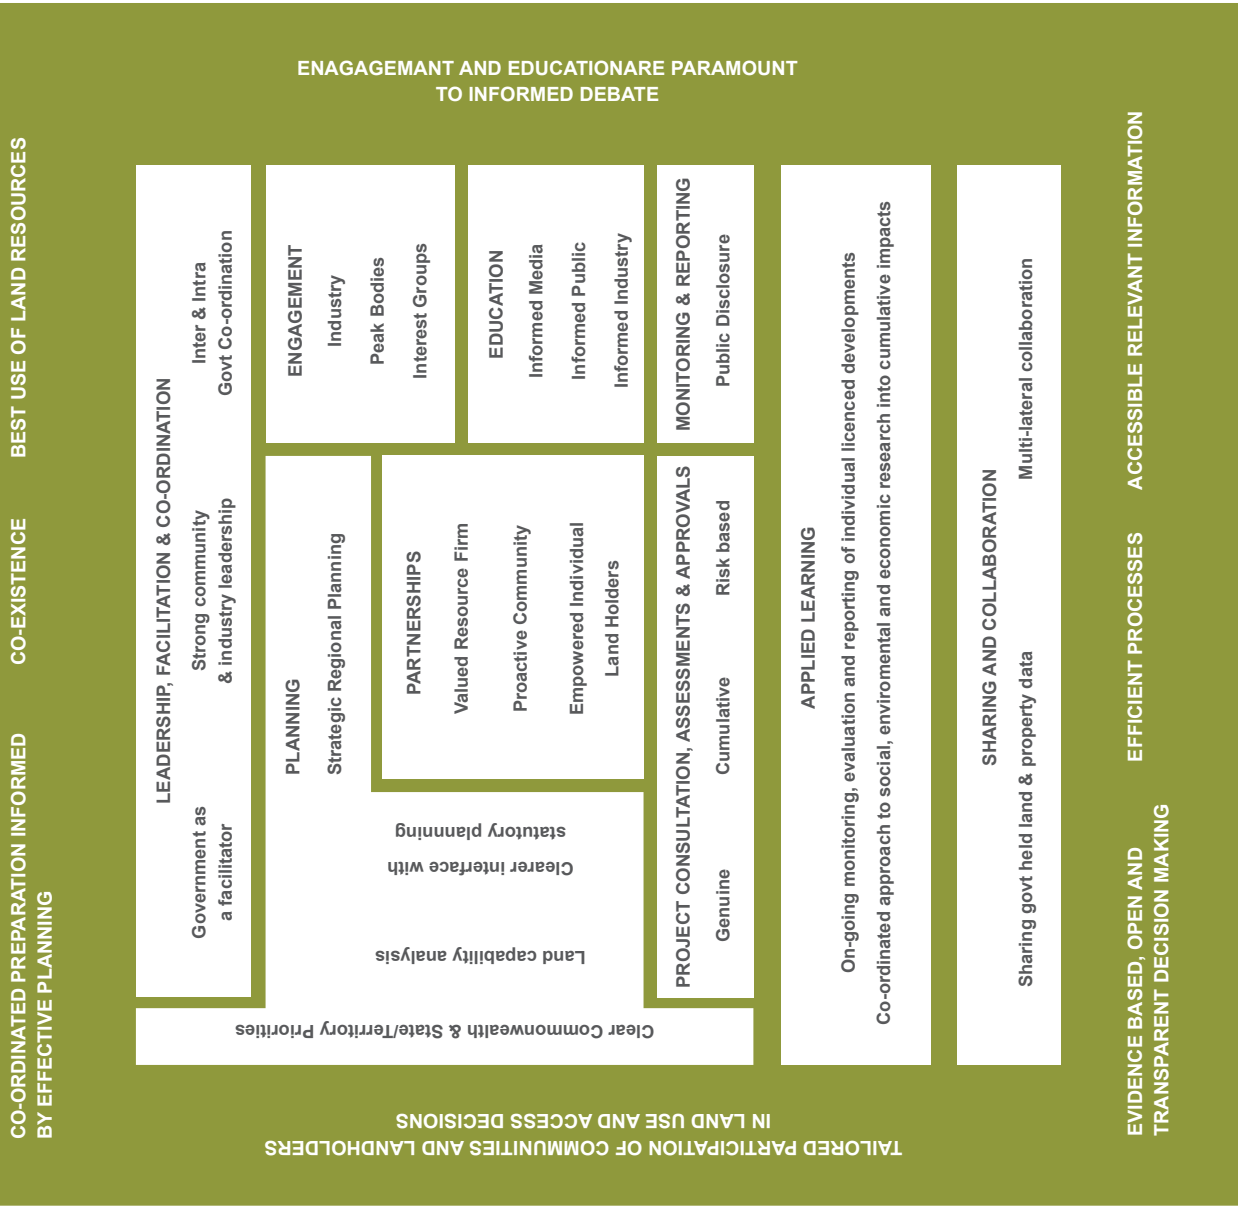 ENAGAGEMANT AND EDUCATIONARE PARAMOUNT
TO INFORMED DEBATE
CO-ORDINATED PREPARATION INFORMED
BY EFFECTIVE PLANNING
CO-EXISTENCE
BEST USE OF LAND RESOURCES
LEADERSHIP, FACILITATION & CO-ORDINATION
Government as
a facilitator
Strong community
& industry leadership
Inter & Intra
Govt Co-ordination
PLANNING
Strategic Regional Planning
Clearer interface with
statutory planning
Land capability analysis
Clear Commonwealth & State/Territory Priorities
ENGAGEMENT
Industry
Peak Bodies
Interest Groups
EDUCATION
Informed Media
Informed Public
Informed Industry
PARTNERSHIPS
Valued Resource Firm
Proactive Community
Empowered Individual
Land Holders
PROJECT CONSULTATION, ASSESSMENTS & APPROVALS
Genuine
Cumulative
Risk based
MONITORING & REPORTING
Public Disclosure
APPLIED LEARNING
On-going monitoring, evaluation and reporting of individual licenced developments
Co-ordinated approach to social, enviromental and economic research into cumulative impacts
SHARING AND COLLABORATION
Sharing govt held land & property data
Multi-lateral collaboration
EVIDENCE BASED, OPEN AND
TRANSPARENT DECISION MAKING
EFFICIENT PROCESSES
ACCESSIBLE RELEVANT INFORMATION
TAILORED PARTICIPATION OF COMMUNITIES AND LANDHOLDERS
IN LAND USE AND ACCESS DECISIONS